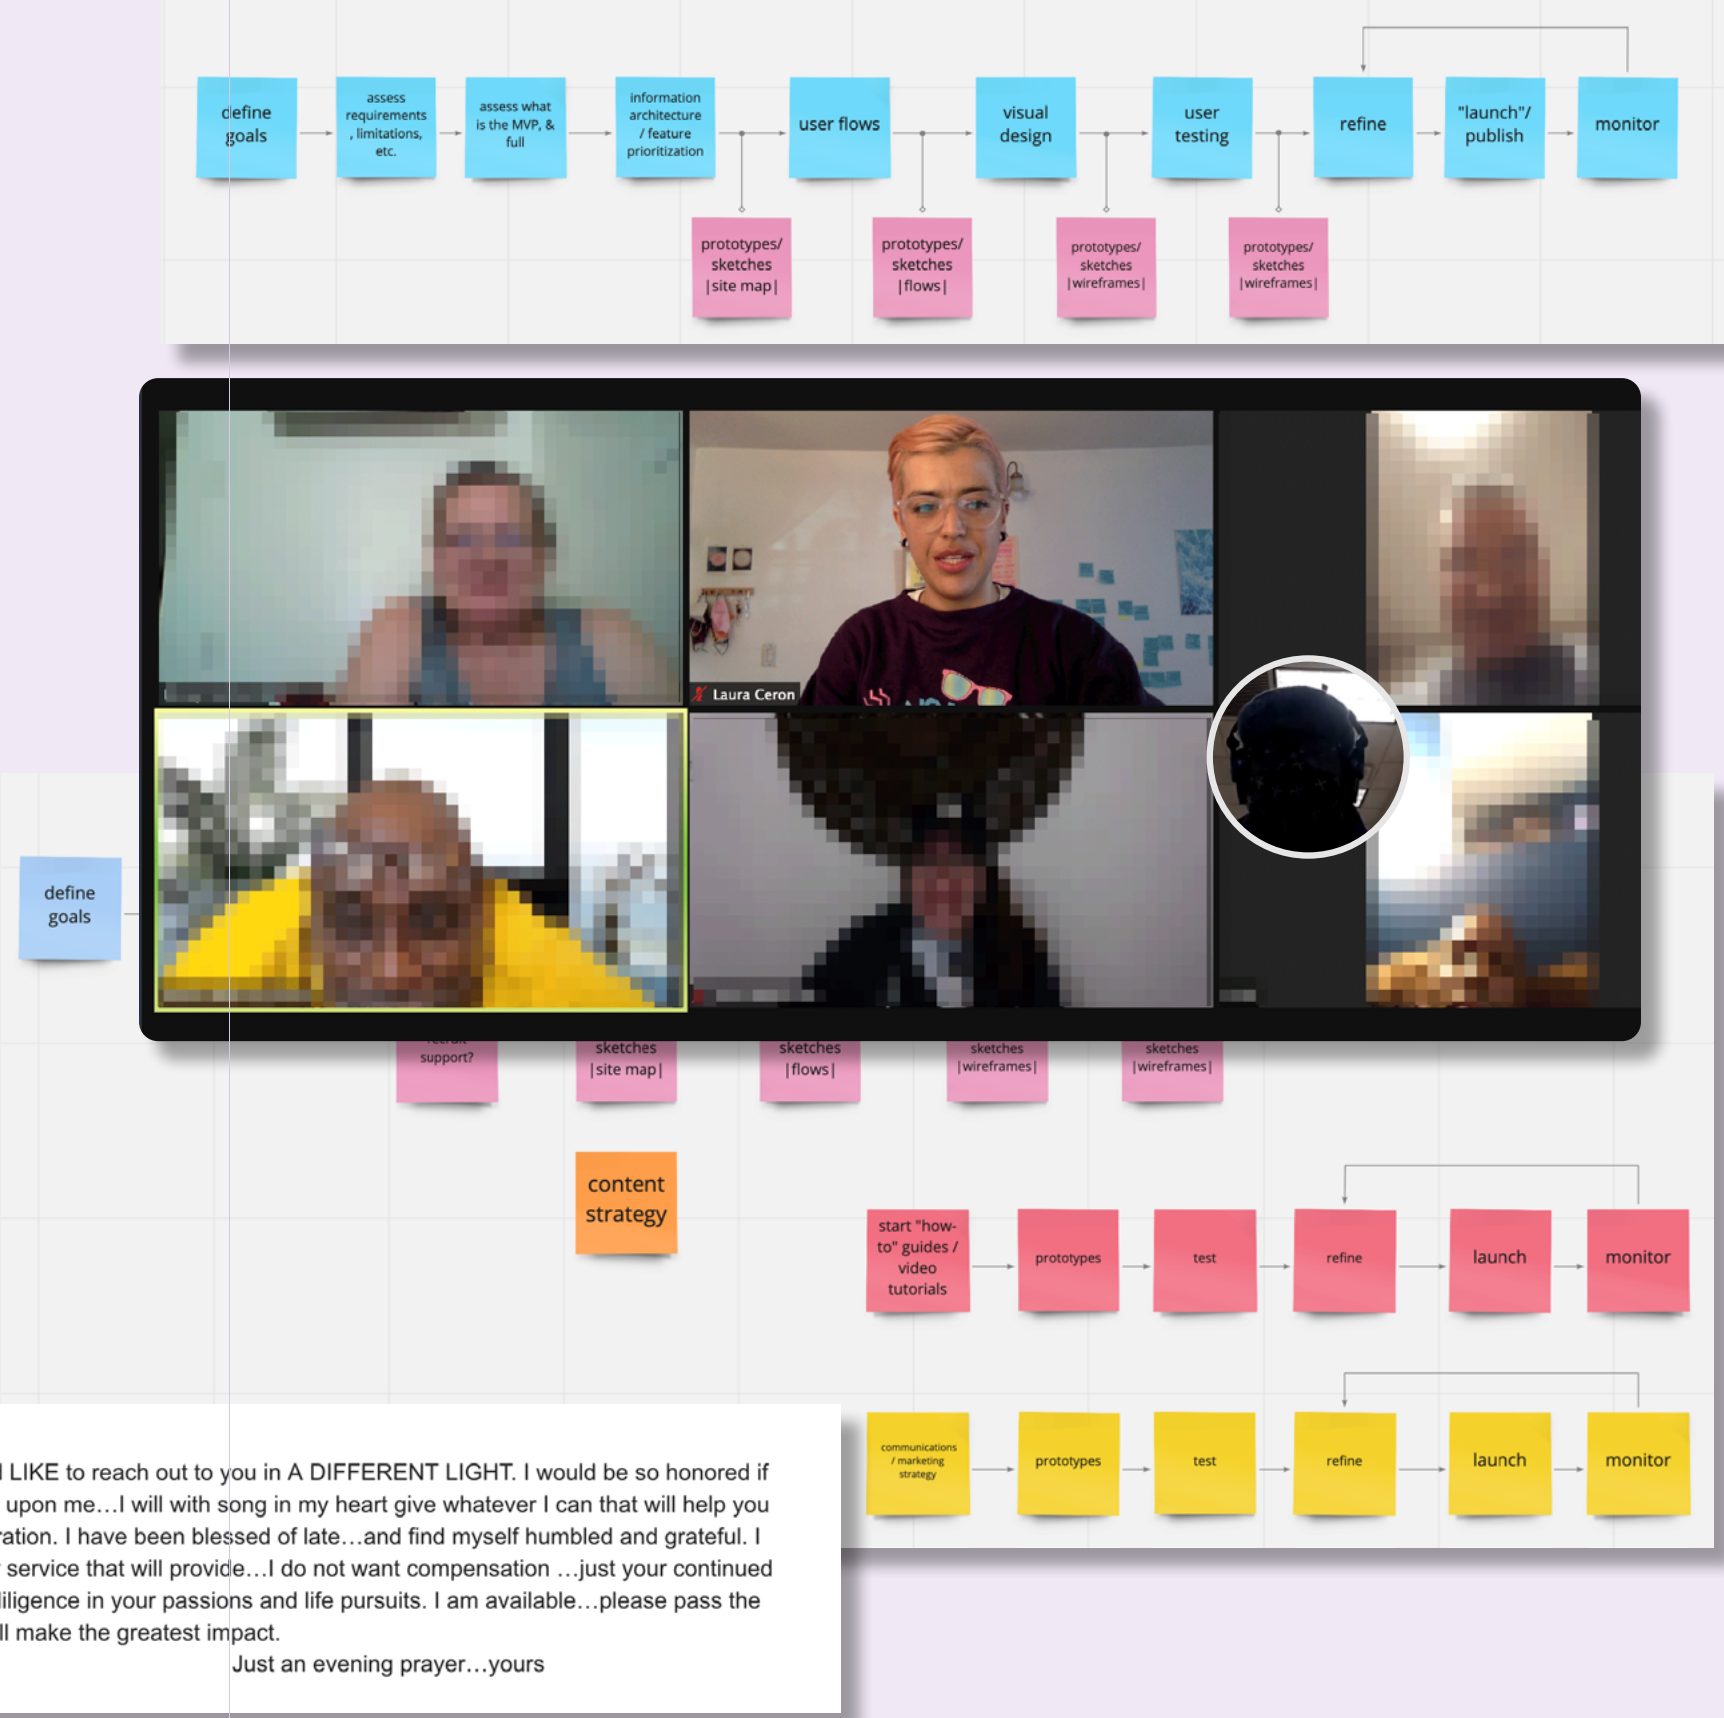 define
goals
assess
requirements
, limitations,
etc.
assess what
is the MVP, &
full
information
architecture
/ feature
prioritization
user flows
visual
design
user
testing
refine
"launch"/
publish
monitor
prototypes/
sketches
|site map|
prototypes/
sketches
|flows|
prototypes/
sketches
|wireframes|
prototypes/
sketches
|wireframes|
Laura Ceron
define
goals
recruit
support?
sketches
|site map|
sketches
|flows|
sketches
|wireframes|
sketches
|wireframes|
content
strategy
start "how-
to" guides /
video
tutorials
prototypes
test
refine
launch
monitor
communications
/ marketing
strategy
prototypes
test
refine
launch
monitor
LIKE to reach out to you in A DIFFERENT LIGHT. I would be so honored if
upon me...I will with song in my heart give whatever I can that will help you
ration. I have been blessed of late...and find myself humbled and grateful. I
service that will provide...I do not want compensation ...just your continued
diligence in your passions and life pursuits. I am available...please pass the
ll make the greatest impact.
Just an evening prayer...yours